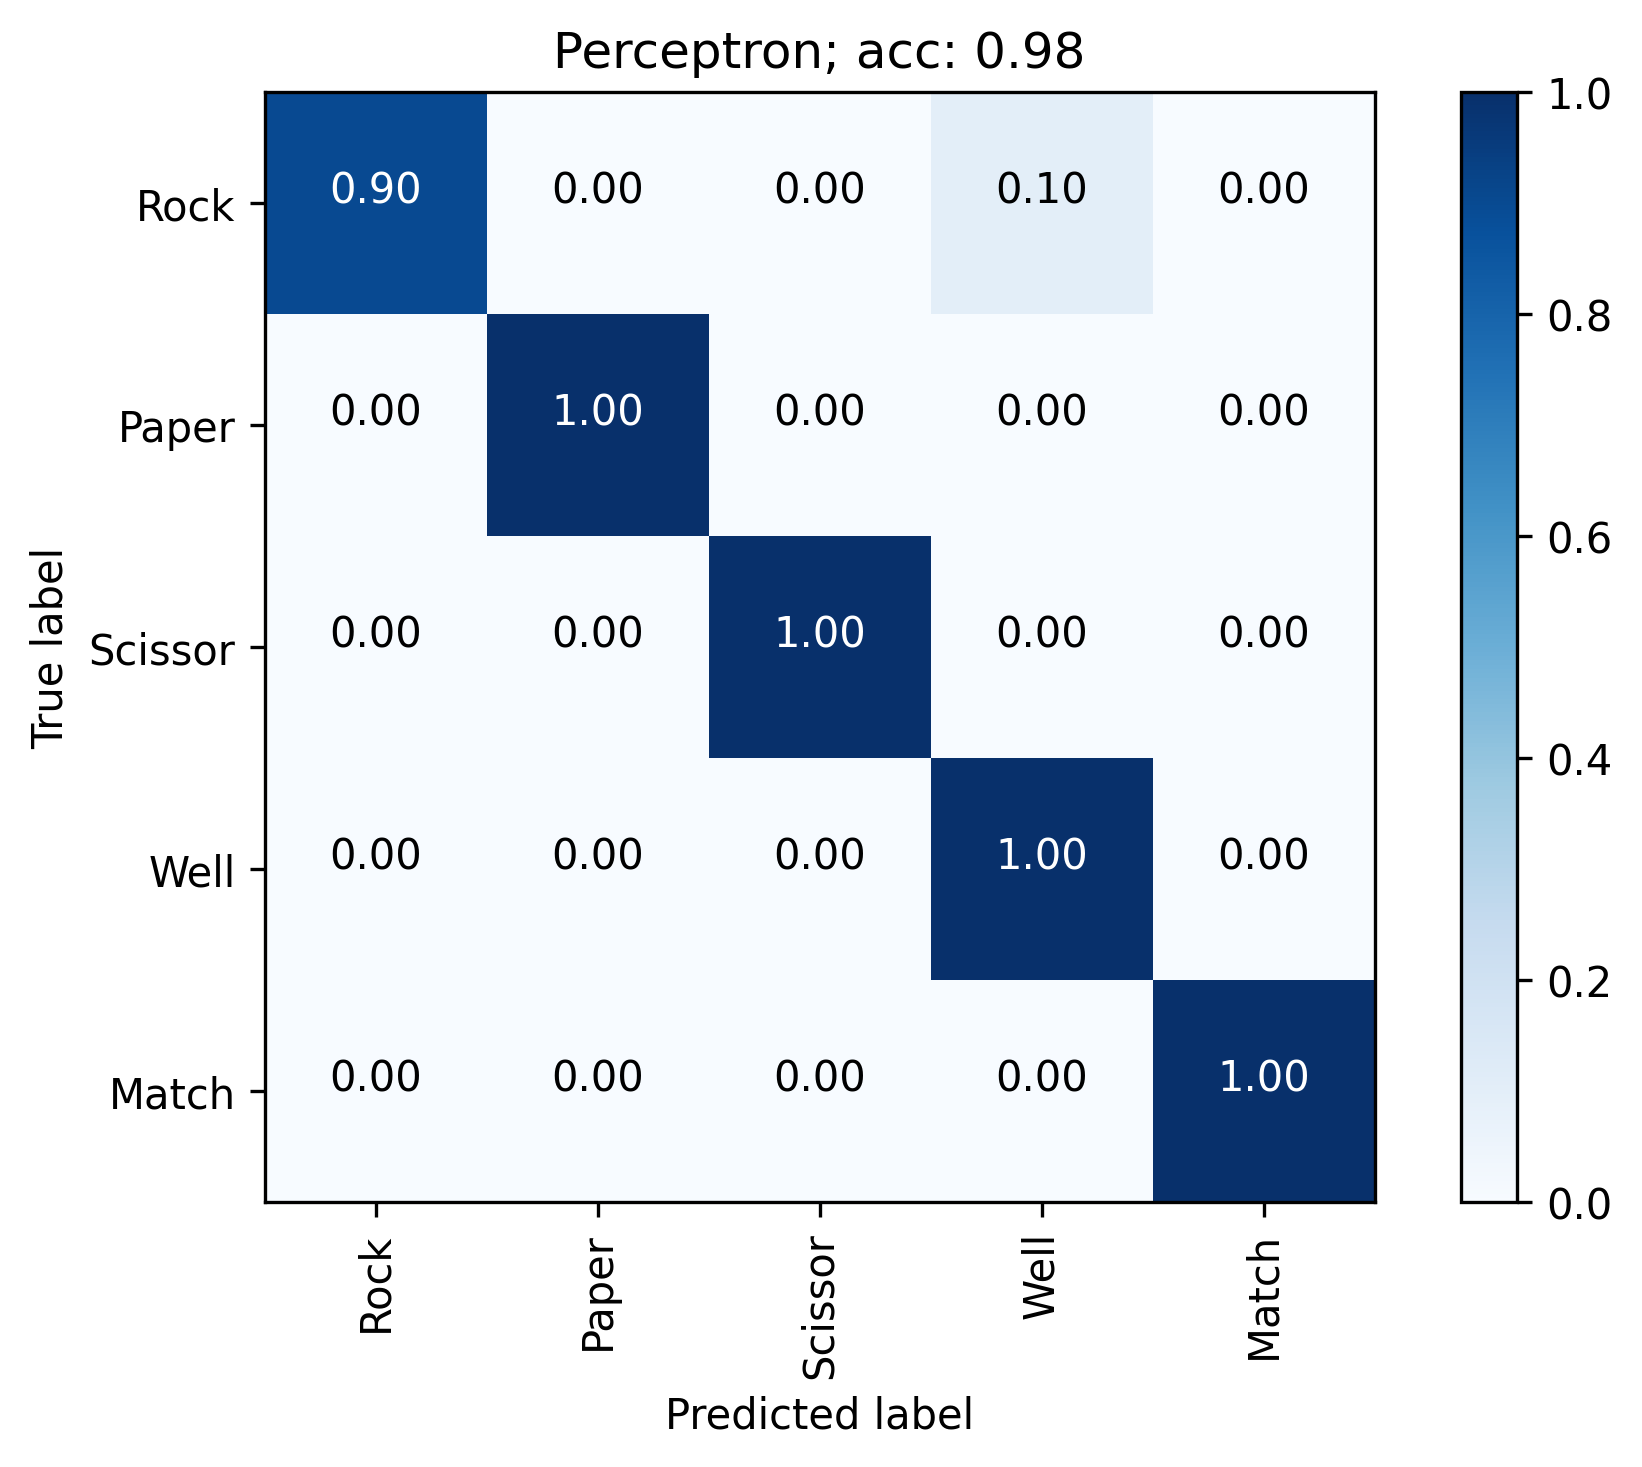 Perceptron; acc: 0.98
True label
Rock 0.90 0.00 0.00 0.10 0.00
Paper 0.00 1.00 0.00 0.00 0.00
Scissor 0.00 0.00 1.00 0.00 0.00
Well 0.00 0.00 0.00 1.00 0.00
Match 0.00 0.00 0.00 0.00 1.00
Rock Paper Scissor Well Match
Predicted label
1.0
0.8
0.6
0.4
0.2
0.0